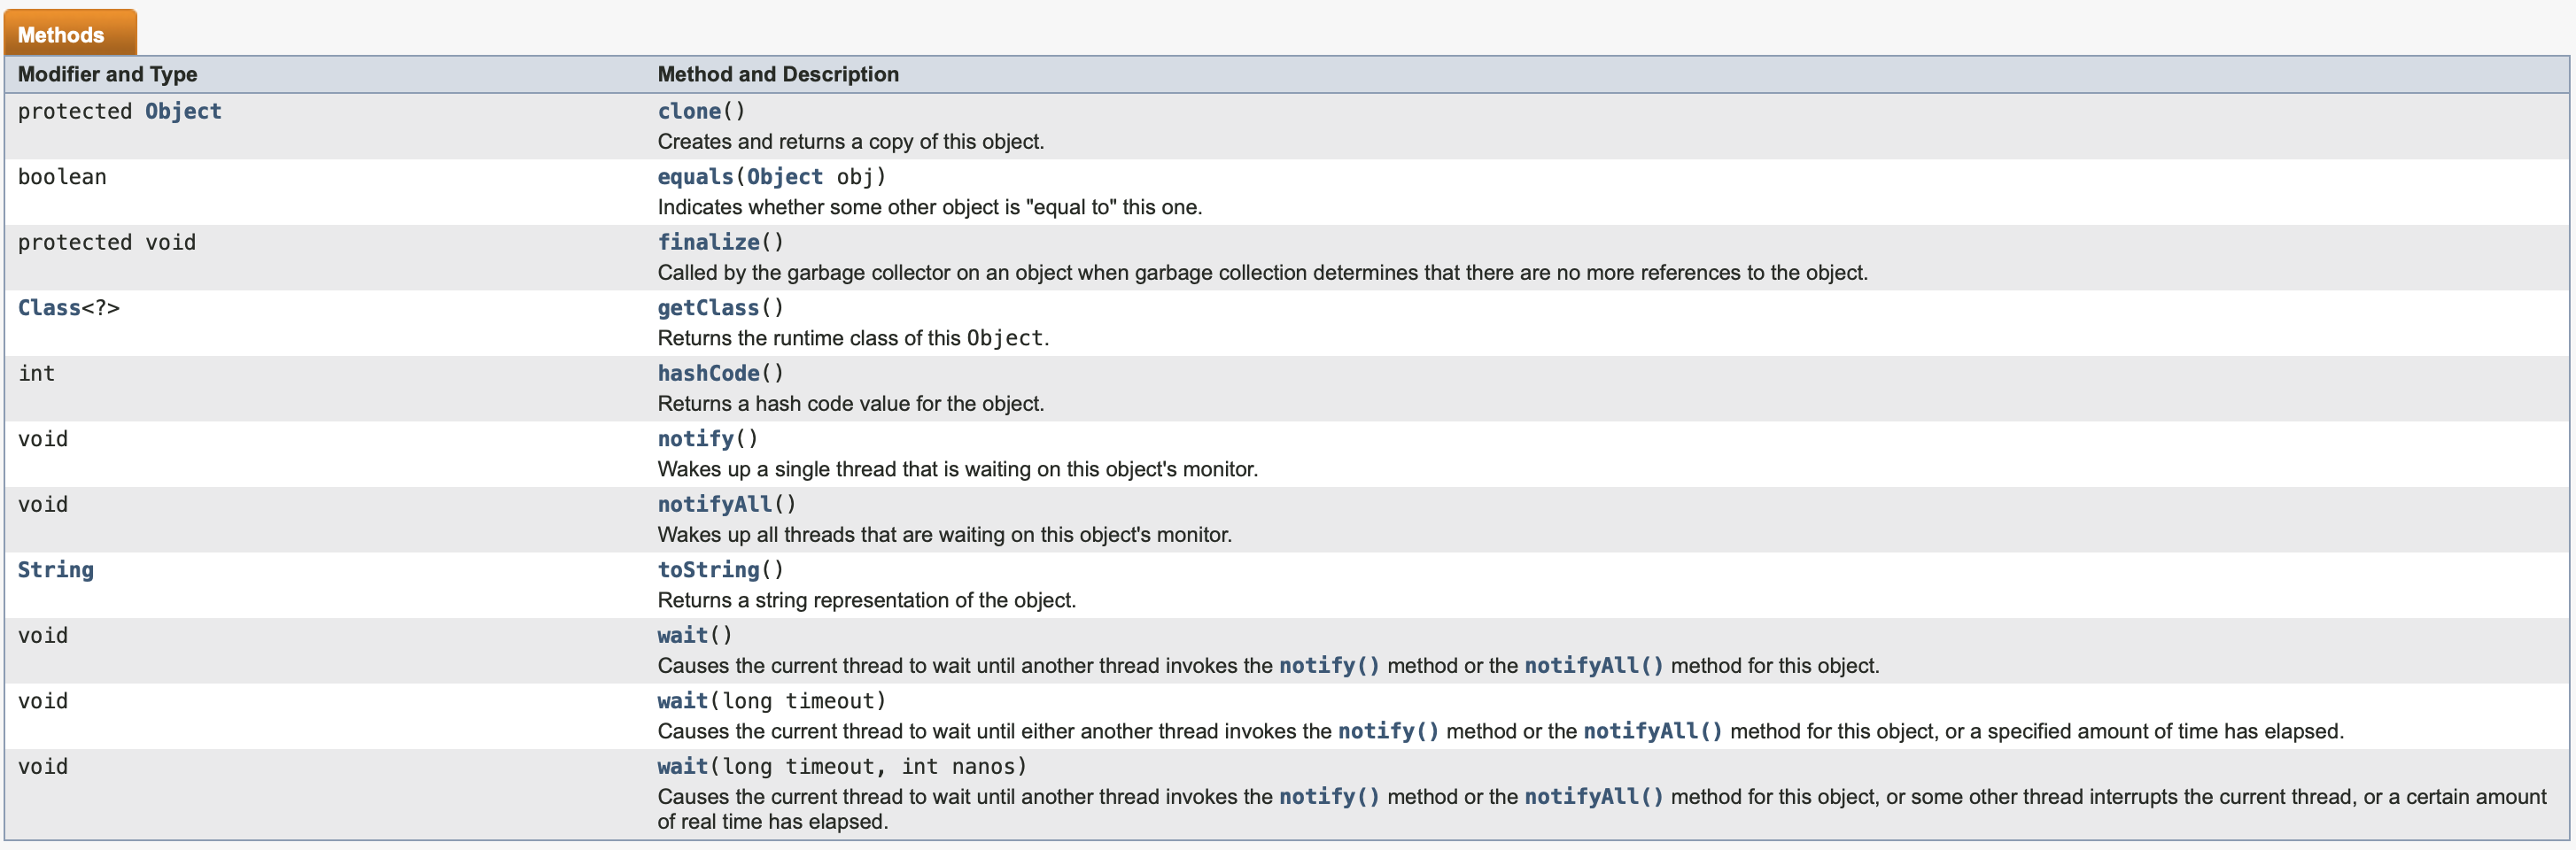 Methods
Modifier and Type Method and Description
protected Object clone()
Creates and returns a copy of this object.
boolean equals(Object obj)
Indicates whether some other object is "equal to" this one.
protected void finalize()
Called by the garbage collector on an object when garbage collection determines that there are no more references to the object.
Class<?> getClass()
Returns the runtime class of this Object.
int hashCode()
Returns a hash code value for the object.
void notify()
Wakes up a single thread that is waiting on this object's monitor.
void notifyAll()
Wakes up all threads that are waiting on this object's monitor.
String toString()
Returns a string representation of the object.
void wait()
Causes the current thread to wait until another thread invokes the notify() method or the notifyAll() method for this object.
void wait(long timeout)
Causes the current thread to wait until either another thread invokes the notify() method or the notifyAll() method for this object, or a specified amount of time has elapsed.
void wait(long timeout, int nanos)
Causes the current thread to wait until another thread invokes the notify() method or the notifyAll() method for this object, or some other thread interrupts the current thread, or a certain amount
of real time has elapsed.